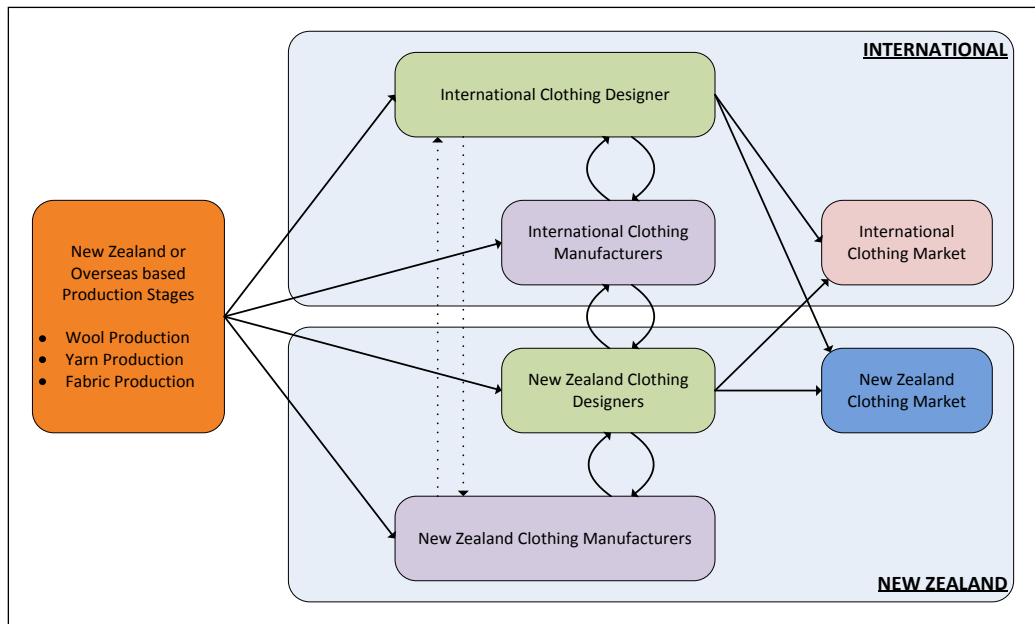 INTERNATIONAL
International Clothing Designer
New Zealand or
Overseas based
Production Stages
● Wool Production
● Yarn Production
● Fabric Production
International Clothing
Manufacturers
International
Clothing Market
New Zealand Clothing
Designers
New Zealand
Clothing Market
New Zealand Clothing Manufacturers
NEW ZEALAND